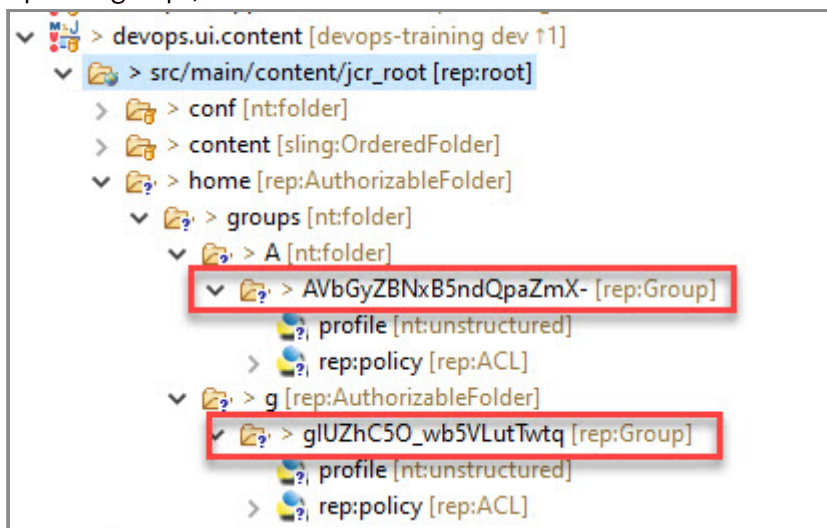 > devops.ui.content [devops-training dev ↑1]
> src/main/content/jcr_root [rep:root]
> conf [nt:folder]
> content [sling:OrderedFolder]
> home [rep:AuthorizableFolder]
> groups [nt:folder]
> A [nt:folder]
> AVbGyZBNxB5ndQpaZmX- [rep:Group]
profile [nt:unstructured]
rep:policy [rep:ACL]
> g [rep:AuthorizableFolder]
> glUZhC5O_wb5VLutTwtq [rep:Group]
profile [nt:unstructured]
rep:policy [rep:ACL]